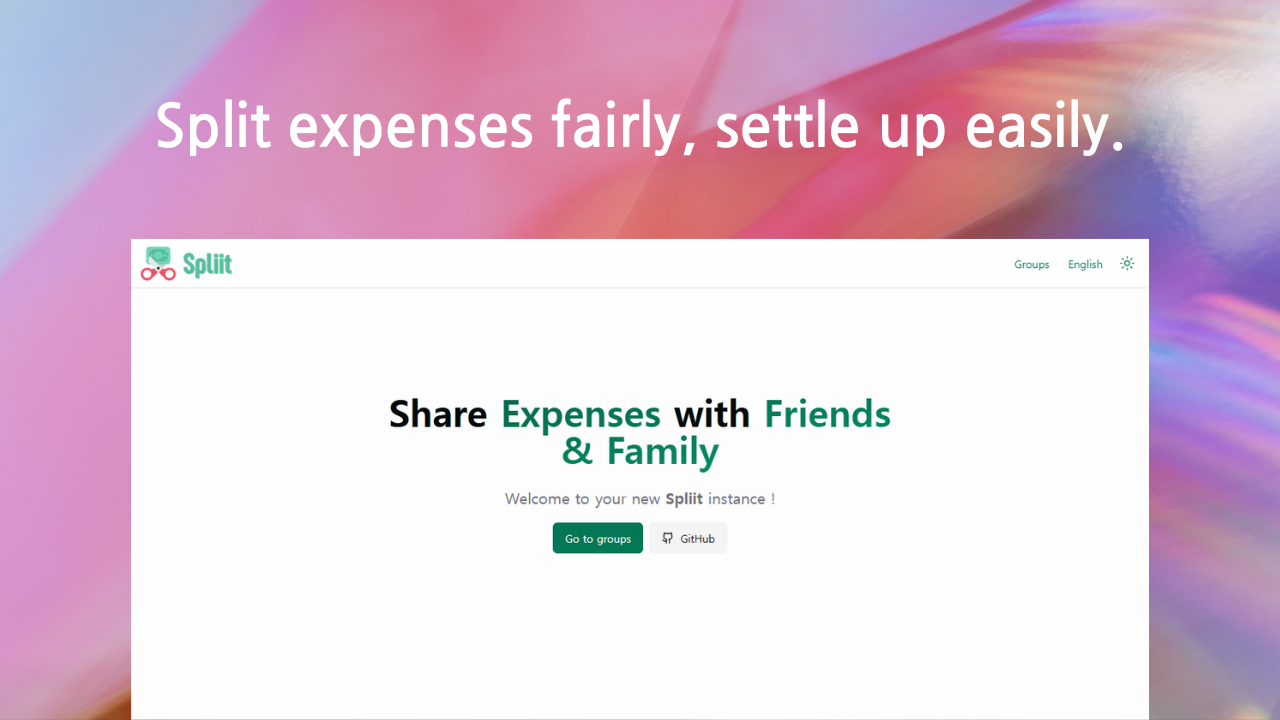 Split expenses fairly, settle up easily.
Spliit
Groups English
Share Expenses with Friends
& Family
Welcome to your new Spliit instance !
Go to groups GitHub